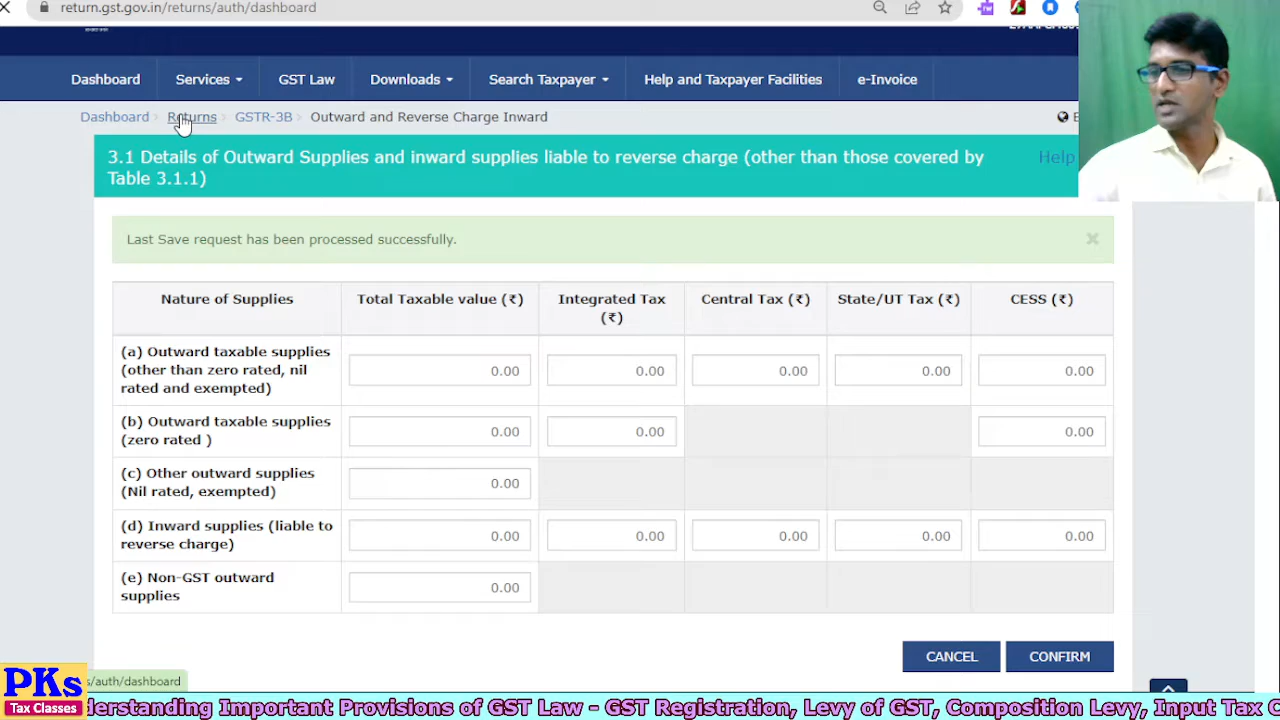 return.gst.gov.in/returns/auth/dashboard
Dashboard
Services
GST Law
Downloads
Search Taxpayer
Help and Taxpayer Facilities
e-Invoice
Dashboard › Returns › GSTR-3B › Outward and Reverse Charge Inward
3.1 Details of Outward Supplies and inward supplies liable to reverse charge (other than those covered by
Table 3.1.1)
Help
Last Save request has been processed successfully.
Nature of Supplies
Total Taxable value (₹)
Integrated Tax
(₹)
Central Tax (₹)
State/UT Tax (₹)
CESS (₹)
(a) Outward taxable supplies
(other than zero rated, nil
rated and exempted)
0.00
0.00
0.00
0.00
0.00
(b) Outward taxable supplies
(zero rated )
0.00
0.00
0.00
(c) Other outward supplies
(Nil rated, exempted)
0.00
(d) Inward supplies (liable to
reverse charge)
0.00
0.00
0.00
0.00
0.00
(e) Non-GST outward
supplies
0.00
CANCEL
CONFIRM
s/auth/dashboard
PKs
Tax Classes
derstanding Important Provisions of GST Law - GST Registration, Levy of GST, Composition Levy, Input Tax C